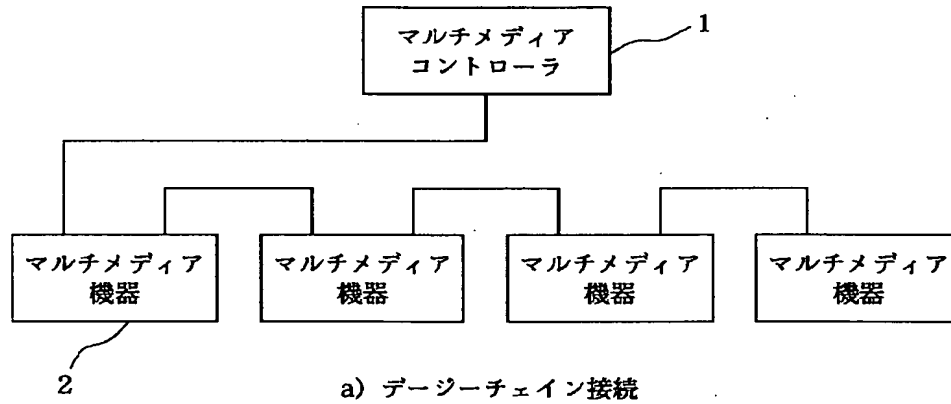 マルチメディア
コントローラ
1
マルチメディア
機器
マルチメディア
機器
マルチメディア
機器
マルチメディア
機器
2
a) デージーチェイン接続